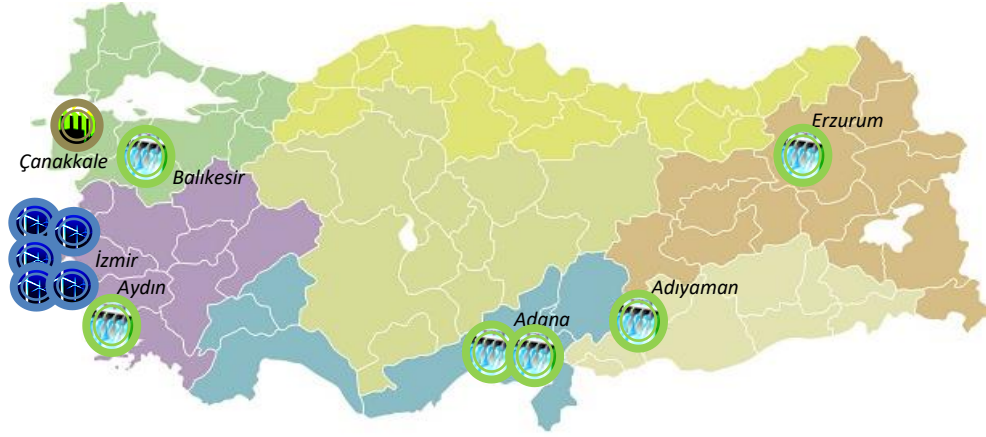 Erzurum
Çanakkale
Balıkesir
İzmir
Aydın
Adıyaman
Adana